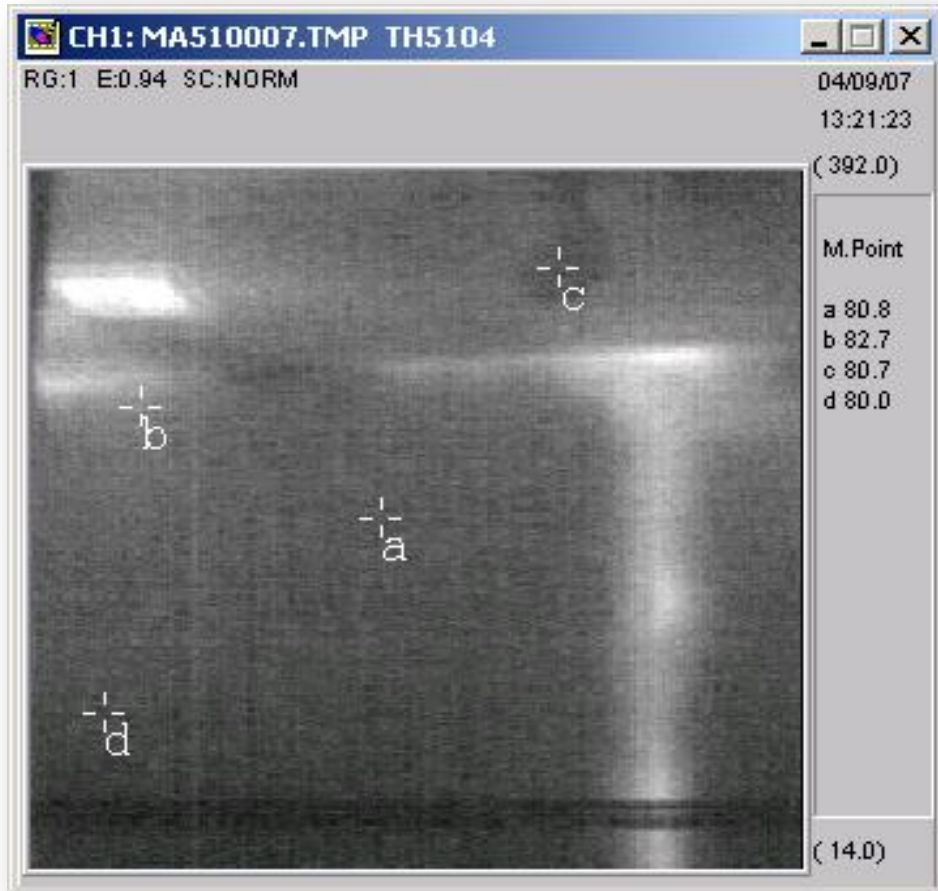 CH1: MA510007.TMP TH5104
RG:1 E:0.94 SC:NORM
04/09/07
13:21:23
( 392.0)
M.Point
a 80.8
b 82.7
c 80.7
d 80.0
c
b
a
d
( 14.0)